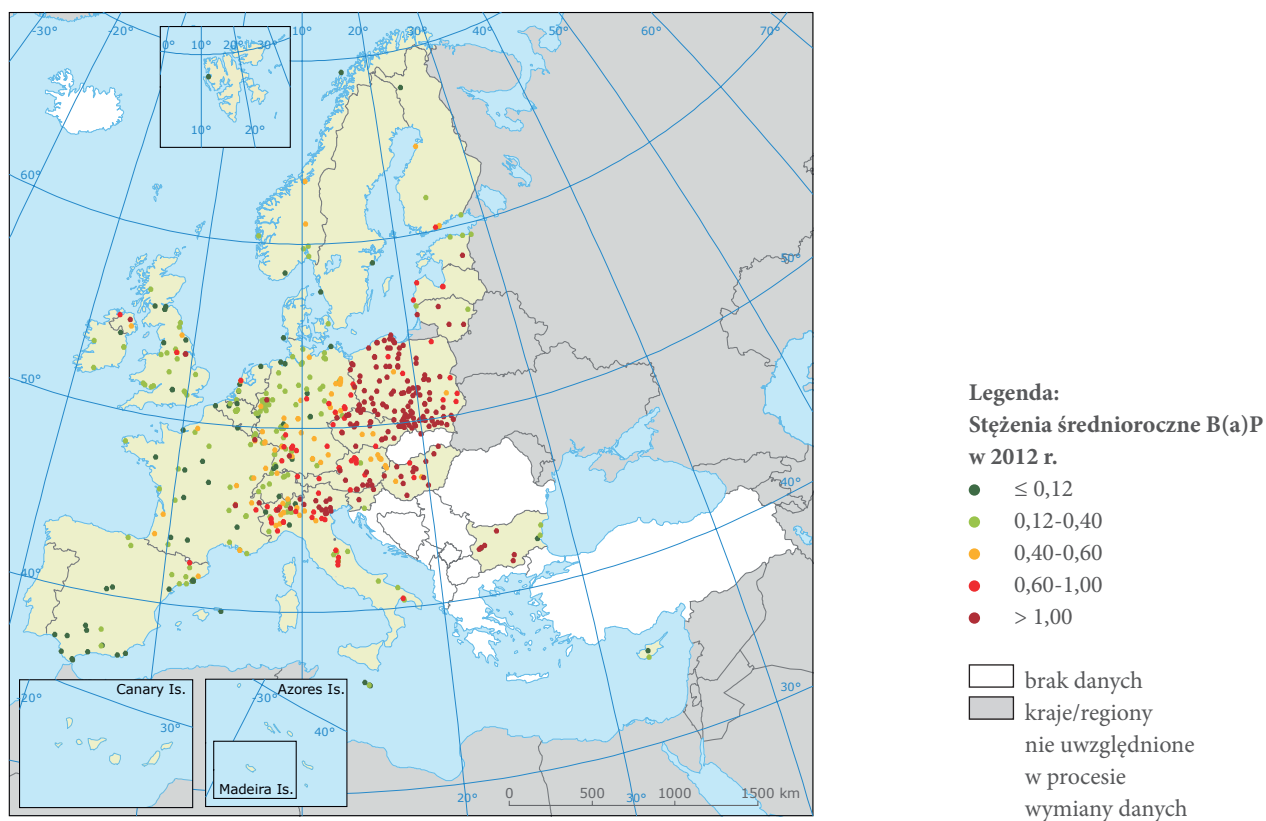 -30°
-20°
10°
20°
30°
40°
60°
70°
0° 10° 20° 30°
10° 20°
60°
50°
50°
40°
40°
Canary Is.
-20°
30°
Azores Is.
-30°
40°
Madeira Is.
30°
20°
30°
0 500 1000 1500 km
Legenda:
Stężenia średnioroczne B(a)P
w 2012 r.
≤ 0,12
0,12-0,40
0,40-0,60
0,60-1,00
> 1,00
brak danych
kraje/regiony
nie uwzględnione
w procesie
wymiany danych